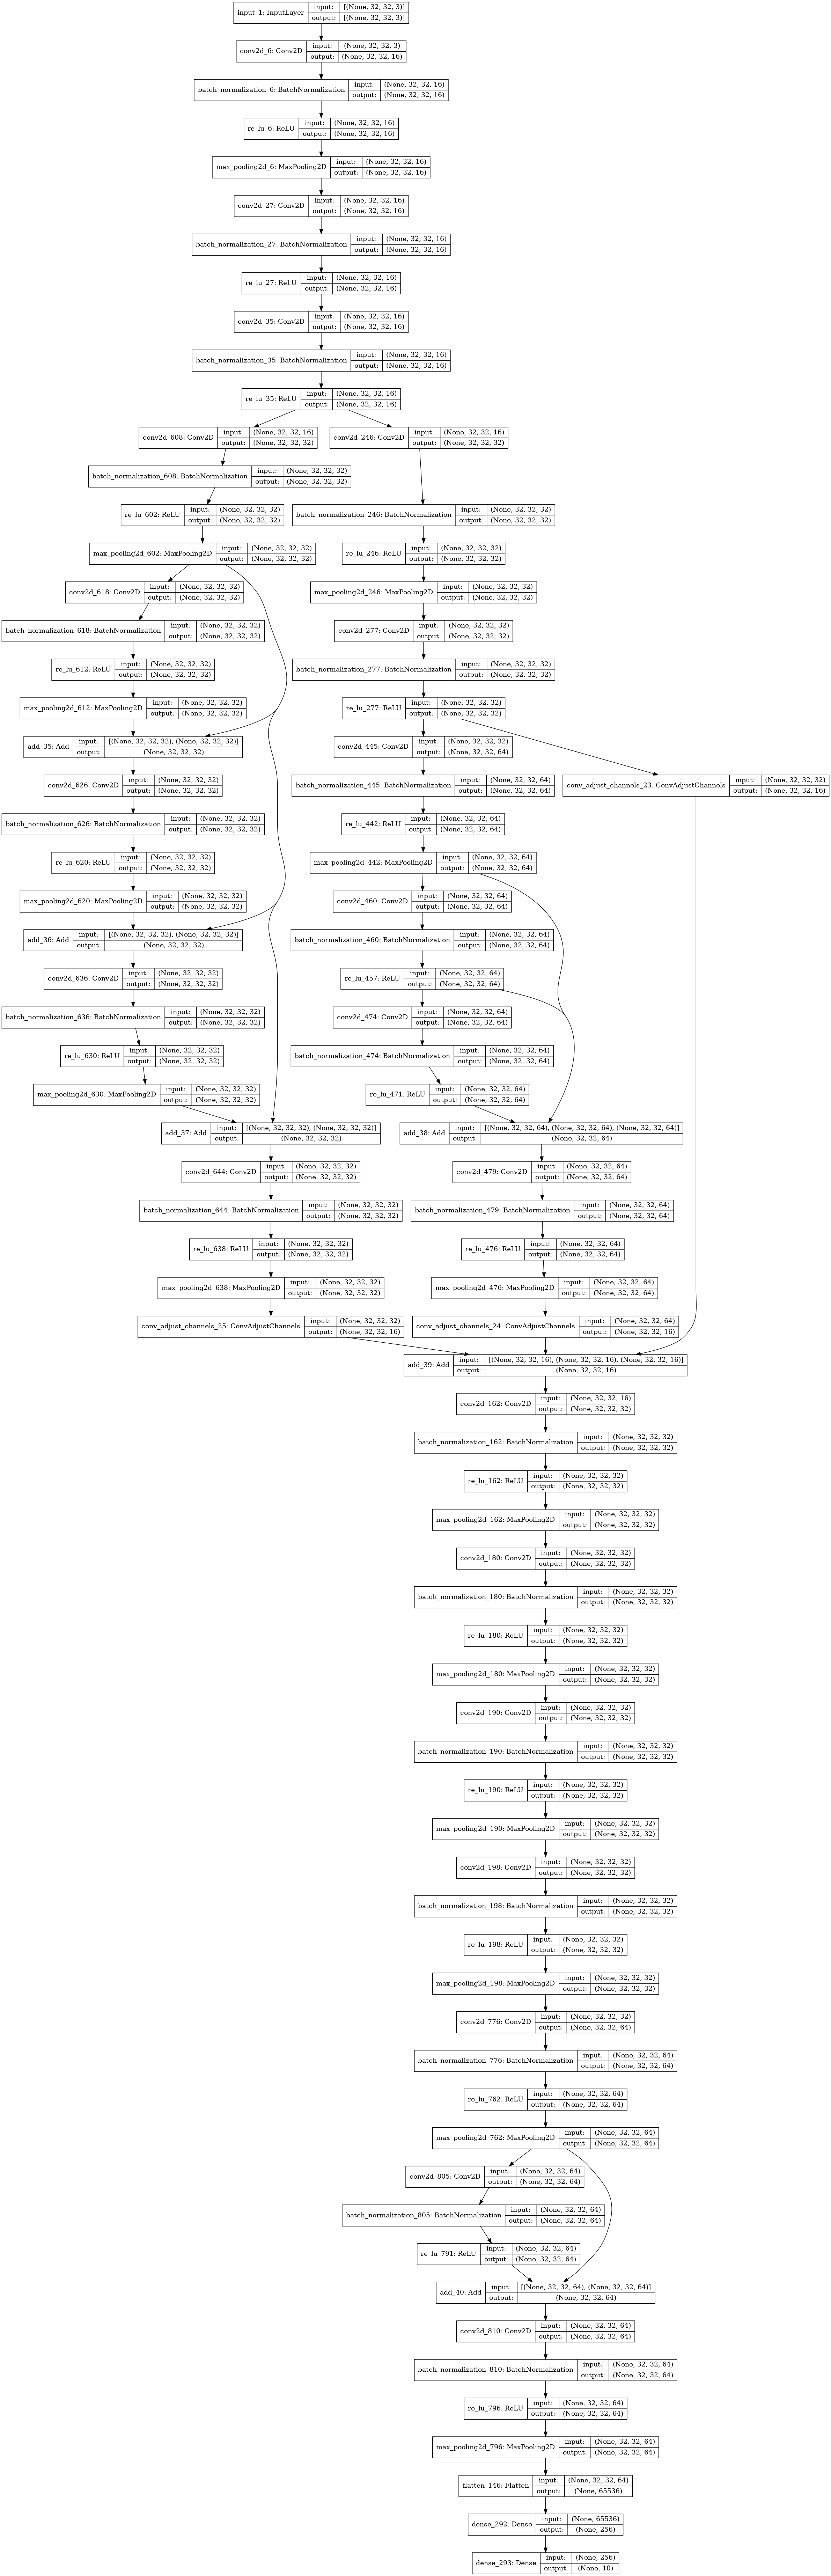 input_1: InputLayer
input: [(None, 32, 32, 3)]
output: [(None, 32, 32, 3)]
conv2d_6: Conv2D
input: (None, 32, 32, 3)
output: (None, 32, 32, 16)
batch_normalization_6: BatchNormalization
input: (None, 32, 32, 16)
output: (None, 32, 32, 16)
re_lu_6: ReLU
input: (None, 32, 32, 16)
output: (None, 32, 32, 16)
max_pooling2d_6: MaxPooling2D
input: (None, 32, 32, 16)
output: (None, 32, 32, 16)
conv2d_27: Conv2D
input: (None, 32, 32, 16)
output: (None, 32, 32, 16)
batch_normalization_27: BatchNormalization
input: (None, 32, 32, 16)
output: (None, 32, 32, 16)
re_lu_27: ReLU
input: (None, 32, 32, 16)
output: (None, 32, 32, 16)
conv2d_35: Conv2D
input: (None, 32, 32, 16)
output: (None, 32, 32, 16)
batch_normalization_35: BatchNormalization
input: (None, 32, 32, 16)
output: (None, 32, 32, 16)
re_lu_35: ReLU
input: (None, 32, 32, 16)
output: (None, 32, 32, 16)
conv2d_608: Conv2D
input: (None, 32, 32, 16)
output: (None, 32, 32, 32)
conv2d_246: Conv2D
input: (None, 32, 32, 16)
output: (None, 32, 32, 32)
batch_normalization_608: BatchNormalization
input: (None, 32, 32, 32)
output: (None, 32, 32, 32)
re_lu_602: ReLU
input: (None, 32, 32, 32)
output: (None, 32, 32, 32)
batch_normalization_246: BatchNormalization
input: (None, 32, 32, 32)
output: (None, 32, 32, 32)
max_pooling2d_602: MaxPooling2D
input: (None, 32, 32, 32)
output: (None, 32, 32, 32)
re_lu_246: ReLU
input: (None, 32, 32, 32)
output: (None, 32, 32, 32)
conv2d_618: Conv2D
input: (None, 32, 32, 32)
output: (None, 32, 32, 32)
max_pooling2d_246: MaxPooling2D
input: (None, 32, 32, 32)
output: (None, 32, 32, 32)
batch_normalization_618: BatchNormalization
input: (None, 32, 32, 32)
output: (None, 32, 32, 32)
conv2d_277: Conv2D
input: (None, 32, 32, 32)
output: (None, 32, 32, 32)
re_lu_612: ReLU
input: (None, 32, 32, 32)
output: (None, 32, 32, 32)
batch_normalization_277: BatchNormalization
input: (None, 32, 32, 32)
output: (None, 32, 32, 32)
max_pooling2d_612: MaxPooling2D
input: (None, 32, 32, 32)
output: (None, 32, 32, 32)
re_lu_277: ReLU
input: (None, 32, 32, 32)
output: (None, 32, 32, 32)
add_35: Add
input: [(None, 32, 32, 32), (None, 32, 32, 32)]
output: (None, 32, 32, 32)
conv2d_445: Conv2D
input: (None, 32, 32, 32)
output: (None, 32, 32, 64)
conv2d_626: Conv2D
input: (None, 32, 32, 32)
output: (None, 32, 32, 32)
batch_normalization_445: BatchNormalization
input: (None, 32, 32, 64)
output: (None, 32, 32, 64)
conv_adjust_channels_23: ConvAdjustChannels
input: (None, 32, 32, 32)
output: (None, 32, 32, 16)
batch_normalization_626: BatchNormalization
input: (None, 32, 32, 32)
output: (None, 32, 32, 32)
re_lu_442: ReLU
input: (None, 32, 32, 64)
output: (None, 32, 32, 64)
re_lu_620: ReLU
input: (None, 32, 32, 32)
output: (None, 32, 32, 32)
max_pooling2d_442: MaxPooling2D
input: (None, 32, 32, 64)
output: (None, 32, 32, 64)
max_pooling2d_620: MaxPooling2D
input: (None, 32, 32, 32)
output: (None, 32, 32, 32)
conv2d_460: Conv2D
input: (None, 32, 32, 64)
output: (None, 32, 32, 64)
add_36: Add
input: [(None, 32, 32, 32), (None, 32, 32, 32)]
output: (None, 32, 32, 32)
batch_normalization_460: BatchNormalization
input: (None, 32, 32, 64)
output: (None, 32, 32, 64)
conv2d_636: Conv2D
input: (None, 32, 32, 32)
output: (None, 32, 32, 32)
re_lu_457: ReLU
input: (None, 32, 32, 64)
output: (None, 32, 32, 64)
batch_normalization_636: BatchNormalization
input: (None, 32, 32, 32)
output: (None, 32, 32, 32)
conv2d_474: Conv2D
input: (None, 32, 32, 64)
output: (None, 32, 32, 64)
re_lu_630: ReLU
input: (None, 32, 32, 32)
output: (None, 32, 32, 32)
batch_normalization_474: BatchNormalization
input: (None, 32, 32, 64)
output: (None, 32, 32, 64)
max_pooling2d_630: MaxPooling2D
input: (None, 32, 32, 32)
output: (None, 32, 32, 32)
re_lu_471: ReLU
input: (None, 32, 32, 64)
output: (None, 32, 32, 64)
add_37: Add
input: [(None, 32, 32, 32), (None, 32, 32, 32)]
output: (None, 32, 32, 32)
add_38: Add
input: [(None, 32, 32, 64), (None, 32, 32, 64), (None, 32, 32, 64)]
output: (None, 32, 32, 64)
conv2d_644: Conv2D
input: (None, 32, 32, 32)
output: (None, 32, 32, 32)
conv2d_479: Conv2D
input: (None, 32, 32, 64)
output: (None, 32, 32, 64)
batch_normalization_644: BatchNormalization
input: (None, 32, 32, 32)
output: (None, 32, 32, 32)
batch_normalization_479: BatchNormalization
input: (None, 32, 32, 64)
output: (None, 32, 32, 64)
re_lu_638: ReLU
input: (None, 32, 32, 32)
output: (None, 32, 32, 32)
re_lu_476: ReLU
input: (None, 32, 32, 64)
output: (None, 32, 32, 64)
max_pooling2d_638: MaxPooling2D
input: (None, 32, 32, 32)
output: (None, 32, 32, 32)
max_pooling2d_476: MaxPooling2D
input: (None, 32, 32, 64)
output: (None, 32, 32, 64)
conv_adjust_channels_25: ConvAdjustChannels
input: (None, 32, 32, 32)
output: (None, 32, 32, 16)
conv_adjust_channels_24: ConvAdjustChannels
input: (None, 32, 32, 64)
output: (None, 32, 32, 16)
add_39: Add
input: [(None, 32, 32, 16), (None, 32, 32, 16), (None, 32, 32, 16)]
output: (None, 32, 32, 16)
conv2d_162: Conv2D
input: (None, 32, 32, 16)
output: (None, 32, 32, 32)
batch_normalization_162: BatchNormalization
input: (None, 32, 32, 32)
output: (None, 32, 32, 32)
re_lu_162: ReLU
input: (None, 32, 32, 32)
output: (None, 32, 32, 32)
max_pooling2d_162: MaxPooling2D
input: (None, 32, 32, 32)
output: (None, 32, 32, 32)
conv2d_180: Conv2D
input: (None, 32, 32, 32)
output: (None, 32, 32, 32)
batch_normalization_180: BatchNormalization
input: (None, 32, 32, 32)
output: (None, 32, 32, 32)
re_lu_180: ReLU
input: (None, 32, 32, 32)
output: (None, 32, 32, 32)
max_pooling2d_180: MaxPooling2D
input: (None, 32, 32, 32)
output: (None, 32, 32, 32)
conv2d_190: Conv2D
input: (None, 32, 32, 32)
output: (None, 32, 32, 32)
batch_normalization_190: BatchNormalization
input: (None, 32, 32, 32)
output: (None, 32, 32, 32)
re_lu_190: ReLU
input: (None, 32, 32, 32)
output: (None, 32, 32, 32)
max_pooling2d_190: MaxPooling2D
input: (None, 32, 32, 32)
output: (None, 32, 32, 32)
conv2d_198: Conv2D
input: (None, 32, 32, 32)
output: (None, 32, 32, 32)
batch_normalization_198: BatchNormalization
input: (None, 32, 32, 32)
output: (None, 32, 32, 32)
re_lu_198: ReLU
input: (None, 32, 32, 32)
output: (None, 32, 32, 32)
max_pooling2d_198: MaxPooling2D
input: (None, 32, 32, 32)
output: (None, 32, 32, 32)
conv2d_776: Conv2D
input: (None, 32, 32, 32)
output: (None, 32, 32, 64)
batch_normalization_776: BatchNormalization
input: (None, 32, 32, 64)
output: (None, 32, 32, 64)
re_lu_762: ReLU
input: (None, 32, 32, 64)
output: (None, 32, 32, 64)
max_pooling2d_762: MaxPooling2D
input: (None, 32, 32, 64)
output: (None, 32, 32, 64)
conv2d_805: Conv2D
input: (None, 32, 32, 64)
output: (None, 32, 32, 64)
batch_normalization_805: BatchNormalization
input: (None, 32, 32, 64)
output: (None, 32, 32, 64)
re_lu_791: ReLU
input: (None, 32, 32, 64)
output: (None, 32, 32, 64)
add_40: Add
input: [(None, 32, 32, 64), (None, 32, 32, 64)]
output: (None, 32, 32, 64)
conv2d_810: Conv2D
input: (None, 32, 32, 64)
output: (None, 32, 32, 64)
batch_normalization_810: BatchNormalization
input: (None, 32, 32, 64)
output: (None, 32, 32, 64)
re_lu_796: ReLU
input: (None, 32, 32, 64)
output: (None, 32, 32, 64)
max_pooling2d_796: MaxPooling2D
input: (None, 32, 32, 64)
output: (None, 32, 32, 64)
flatten_146: Flatten
input: (None, 32, 32, 64)
output: (None, 65536)
dense_292: Dense
input: (None, 65536)
output: (None, 256)
dense_293: Dense
input: (None, 256)
output: (None, 10)